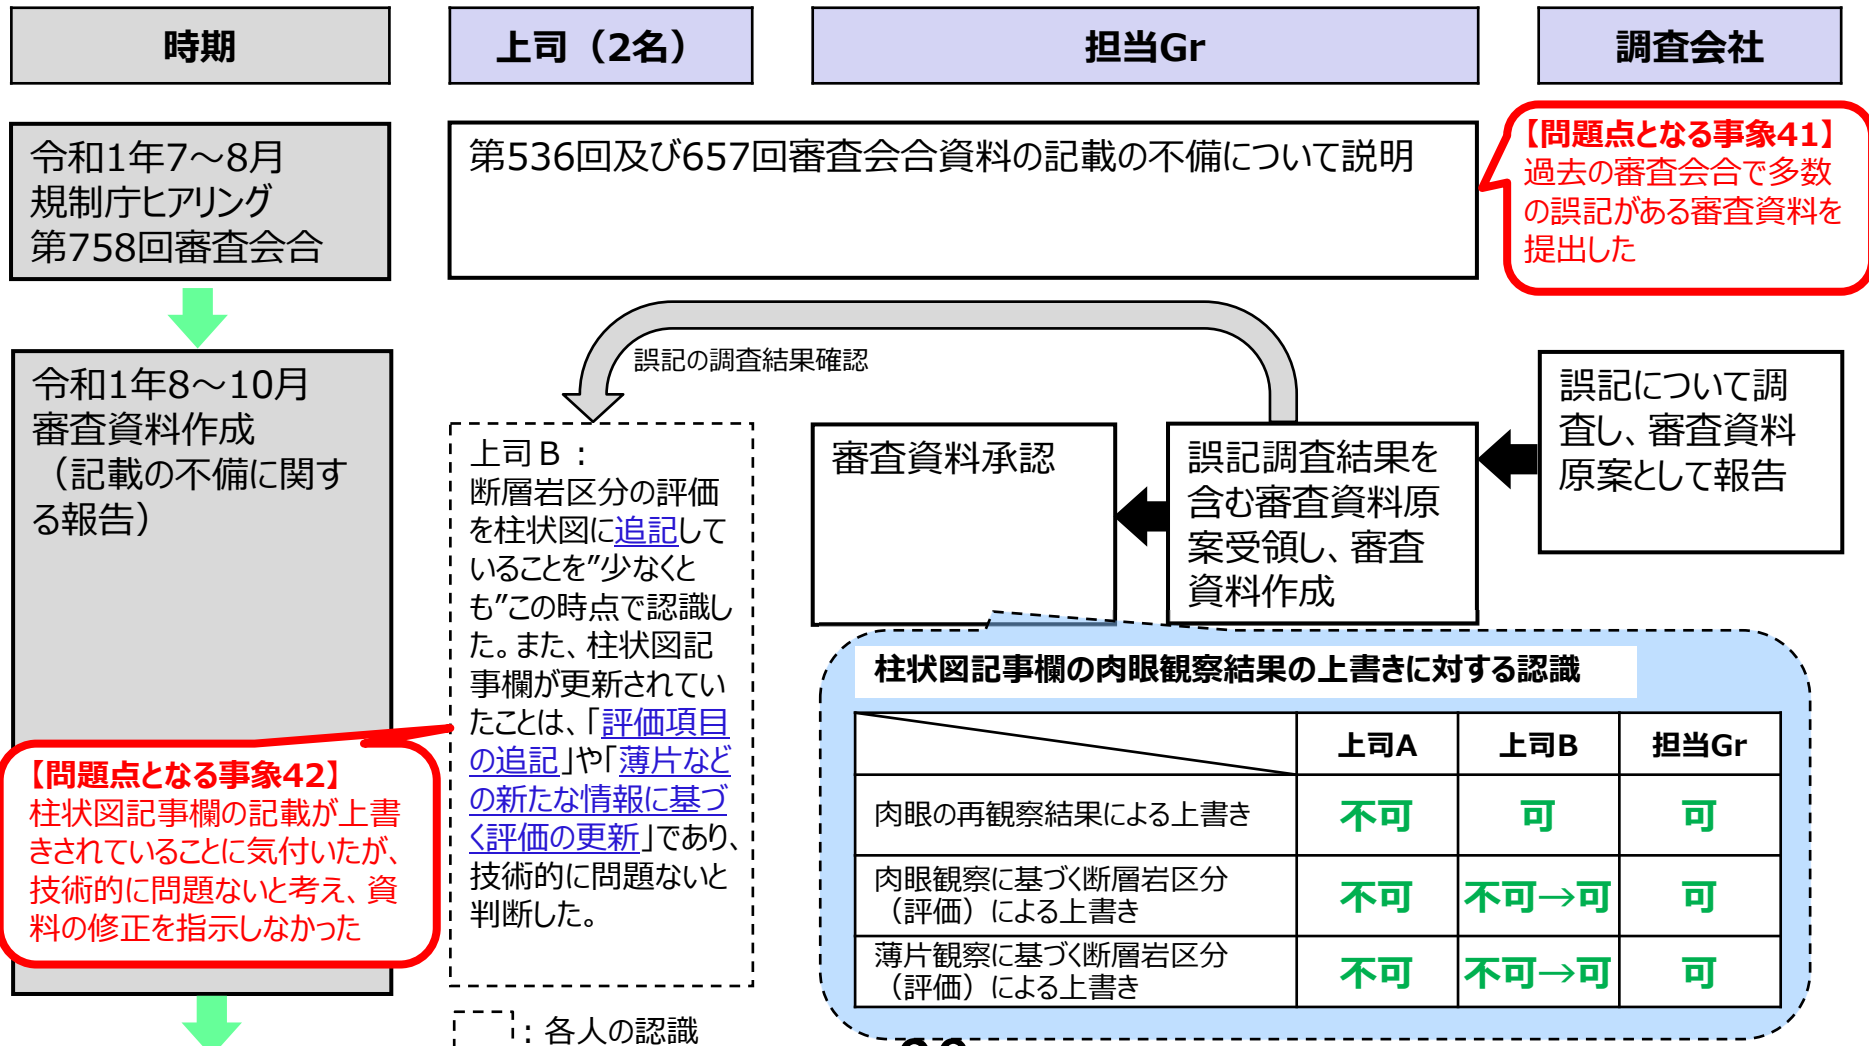 時期
上司（2名）
担当Gr
調査会社
令和1年7～8月
規制庁ヒアリング
第758回審査会合
第536回及び657回審査会合資料の記載の不備について説明
【問題点となる事象41】
過去の審査会合で多数
の誤記がある審査資料を
提出した
誤記の調査結果確認
令和1年8～10月
審査資料作成
（記載の不備に関す
る報告）
上司Ｂ：
断層岩区分の評価
を柱状図に追記して
いることを”少なくと
も”この時点で認識し
た。また、柱状図記
事欄が更新されてい
たことは、「評価項目
の追記」や「薄片など
の新たな情報に基づ
く評価の更新」であり、
技術的に問題ないと
判断した。
審査資料承認
誤記調査結果を
含む審査資料原
案受領し、審査
資料作成
誤記について調
査し、審査資料
原案として報告
【問題点となる事象42】
柱状図記事欄の記載が上書
きされていることに気付いたが、
技術的に問題ないと考え、資
料の修正を指示しなかった
柱状図記事欄の肉眼観察結果の上書きに対する認識
上司A 上司B 担当Gr
肉眼の再観察結果による上書き 不可 可 可
肉眼観察に基づく断層岩区分
（評価）による上書き 不可 不可→可 可
薄片観察に基づく断層岩区分
（評価）による上書き 不可 不可→可 可
：各人の認識